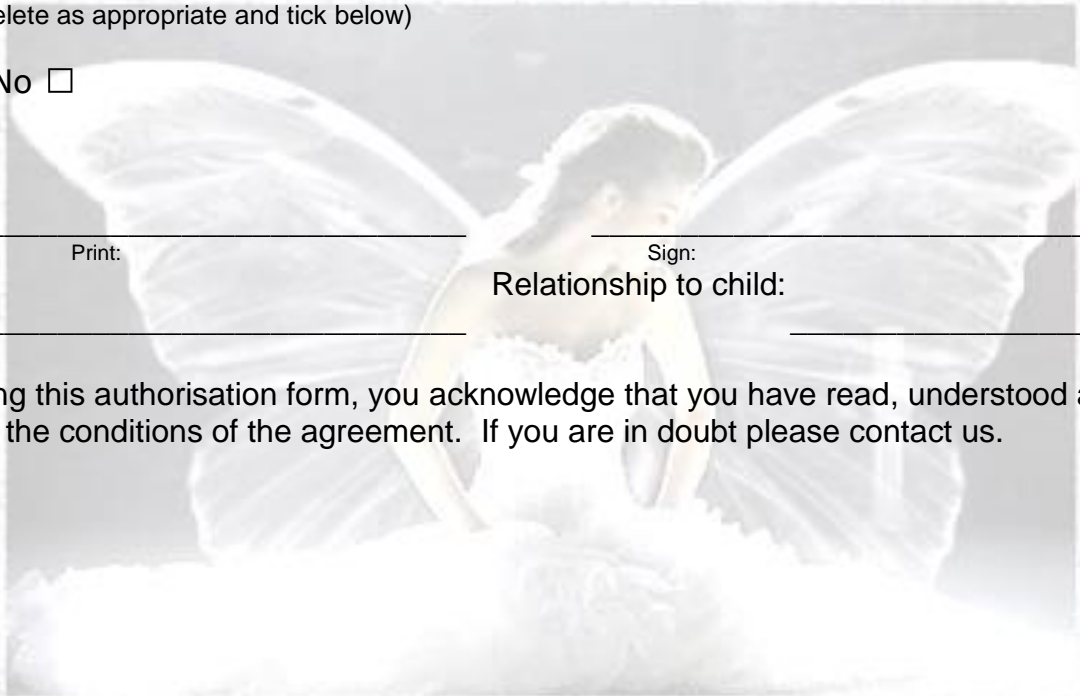 elete as appropriate and tick below)
No ☐
Print: Sign:
Relationship to child:
ng this authorisation form, you acknowledge that you have read, understood a
the conditions of the agreement. If you are in doubt please contact us.